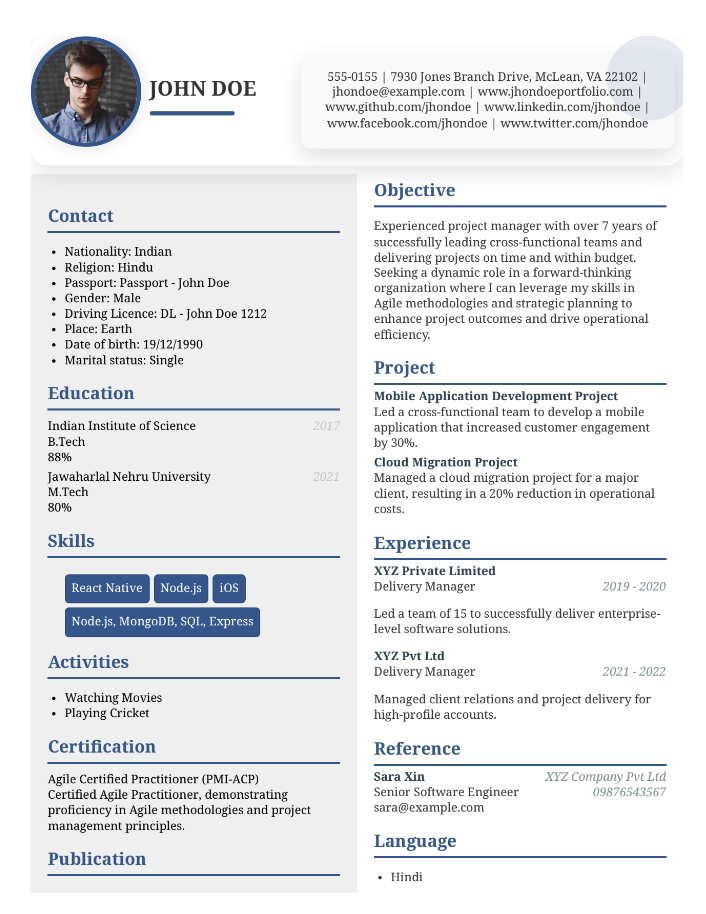 JOHN DOE
555-0155 | 7930 Jones Branch Drive, McLean, VA 22102 |
jhondoe@example.com | www.jhondoeportfolio.com |
www.github.com/jhondoe | www.linkedin.com/jhondoe |
www.facebook.com/jhondoe | www.twitter.com/jhondoe
Contact
• Nationality: Indian
• Religion: Hindu
• Passport: Passport - John Doe
• Gender: Male
• Driving Licence: DL - John Doe 1212
• Place: Earth
• Date of birth: 19/12/1990
• Marital status: Single
Education
Indian Institute of Science 2017
B.Tech
88%
Jawaharlal Nehru University 2021
M.Tech
80%
Skills
React Native Node.js iOS
Node.js, MongoDB, SQL, Express
Activities
• Watching Movies
• Playing Cricket
Certification
Agile Certified Practitioner (PMI-ACP)
Certified Agile Practitioner, demonstrating
proficiency in Agile methodologies and project
management principles.
Publication
Objective
Experienced project manager with over 7 years of
successfully leading cross-functional teams and
delivering projects on time and within budget.
Seeking a dynamic role in a forward-thinking
organization where I can leverage my skills in
Agile methodologies and strategic planning to
enhance project outcomes and drive operational
efficiency.
Project
Mobile Application Development Project
Led a cross-functional team to develop a mobile
application that increased customer engagement
by 30%.
Cloud Migration Project
Managed a cloud migration project for a major
client, resulting in a 20% reduction in operational
costs.
Experience
XYZ Private Limited
Delivery Manager 2019 - 2020
Led a team of 15 to successfully deliver enterprise-
level software solutions.
XYZ Pvt Ltd
Delivery Manager 2021 - 2022
Managed client relations and project delivery for
high-profile accounts.
Reference
Sara Xin XYZ Company Pvt Ltd
Senior Software Engineer 09876543567
sara@example.com
Language
• Hindi